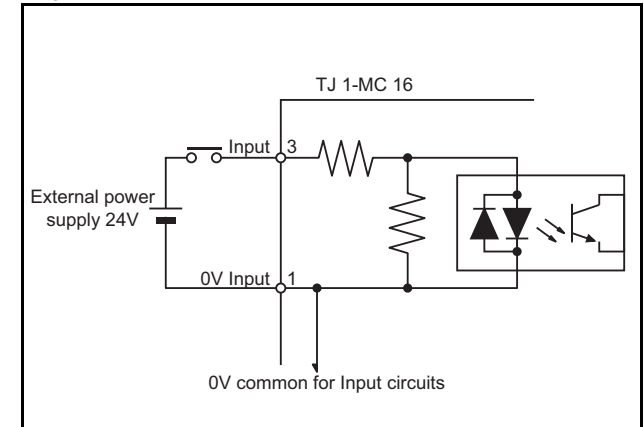 TJ 1-MC 16
Input 3
External power
supply 24V
0V Input 1
0V common for Input circuits